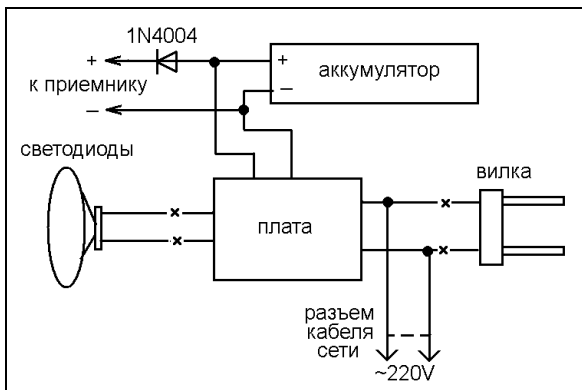 1N4004
+
к приемнику
–
+
–
аккумулятор
светодиоды
плата
вилка
разъем
кабеля
сети
~220V